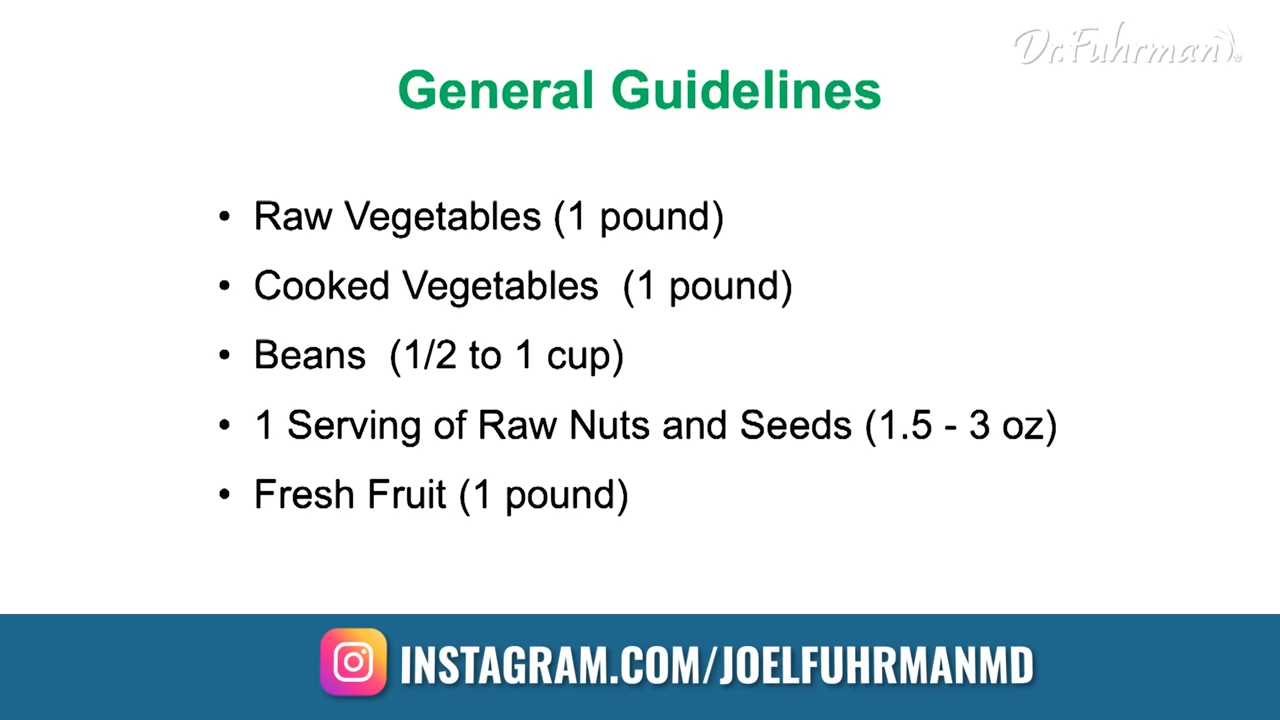 Dr. Fuhrman
General Guidelines
• Raw Vegetables (1 pound)
• Cooked Vegetables (1 pound)
• Beans (1/2 to 1 cup)
• 1 Serving of Raw Nuts and Seeds (1.5 - 3 oz)
• Fresh Fruit (1 pound)
INSTAGRAM.COM/JOELFUHRMANMD